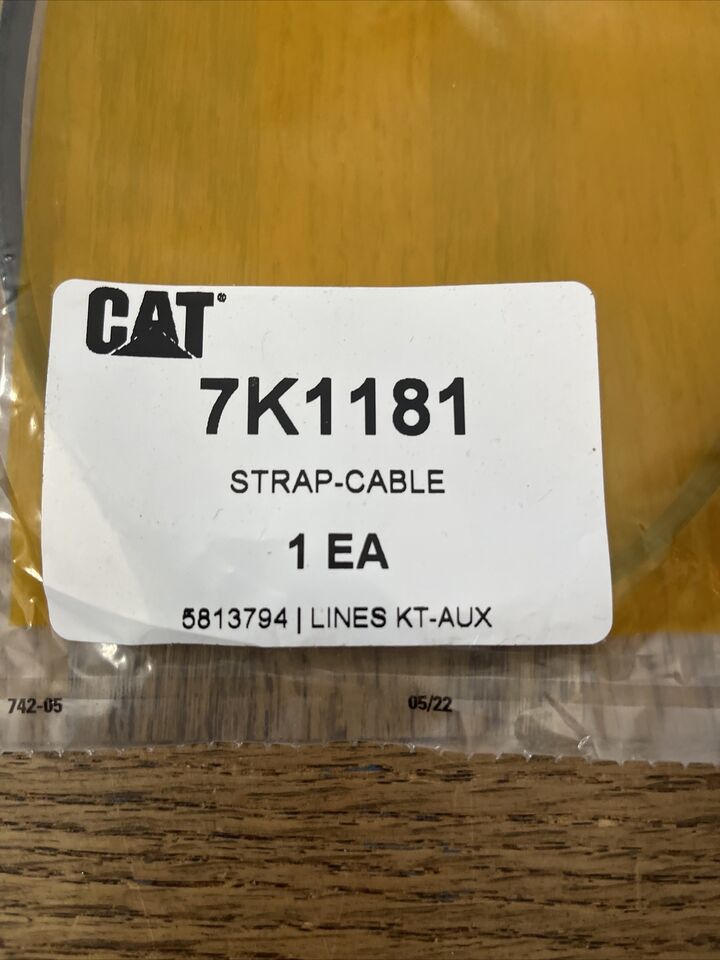 CAT®
7K1181
STRAP-CABLE
1 EA
5813794 | LINES KT-AUX
742-05 05/22